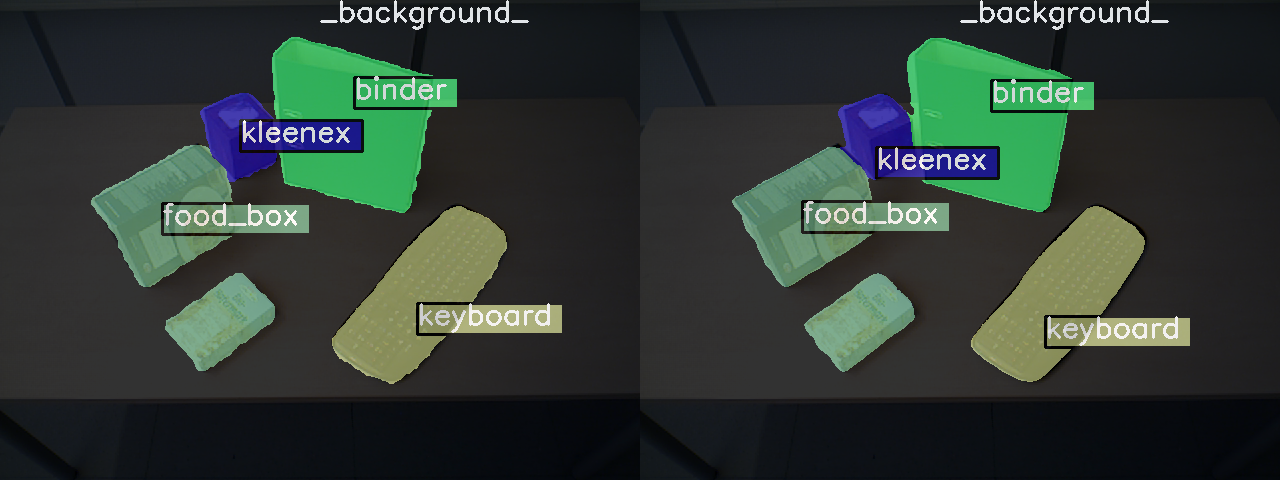 _background_
_background_
binder
binder
kleenex
kleenex
food_box
food_box
keyboard
keyboard